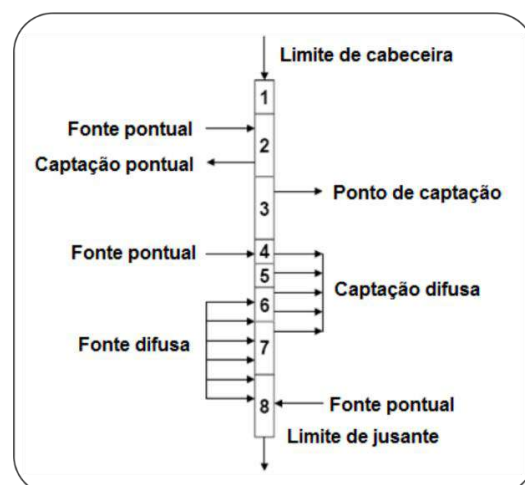 Limite de cabeceira
1
Fonte pontual
2
Captação pontual
3
Ponto de captação
Fonte pontual
4
5
Captação difusa
6
Fonte difusa
7
8
Fonte pontual
Limite de jusante